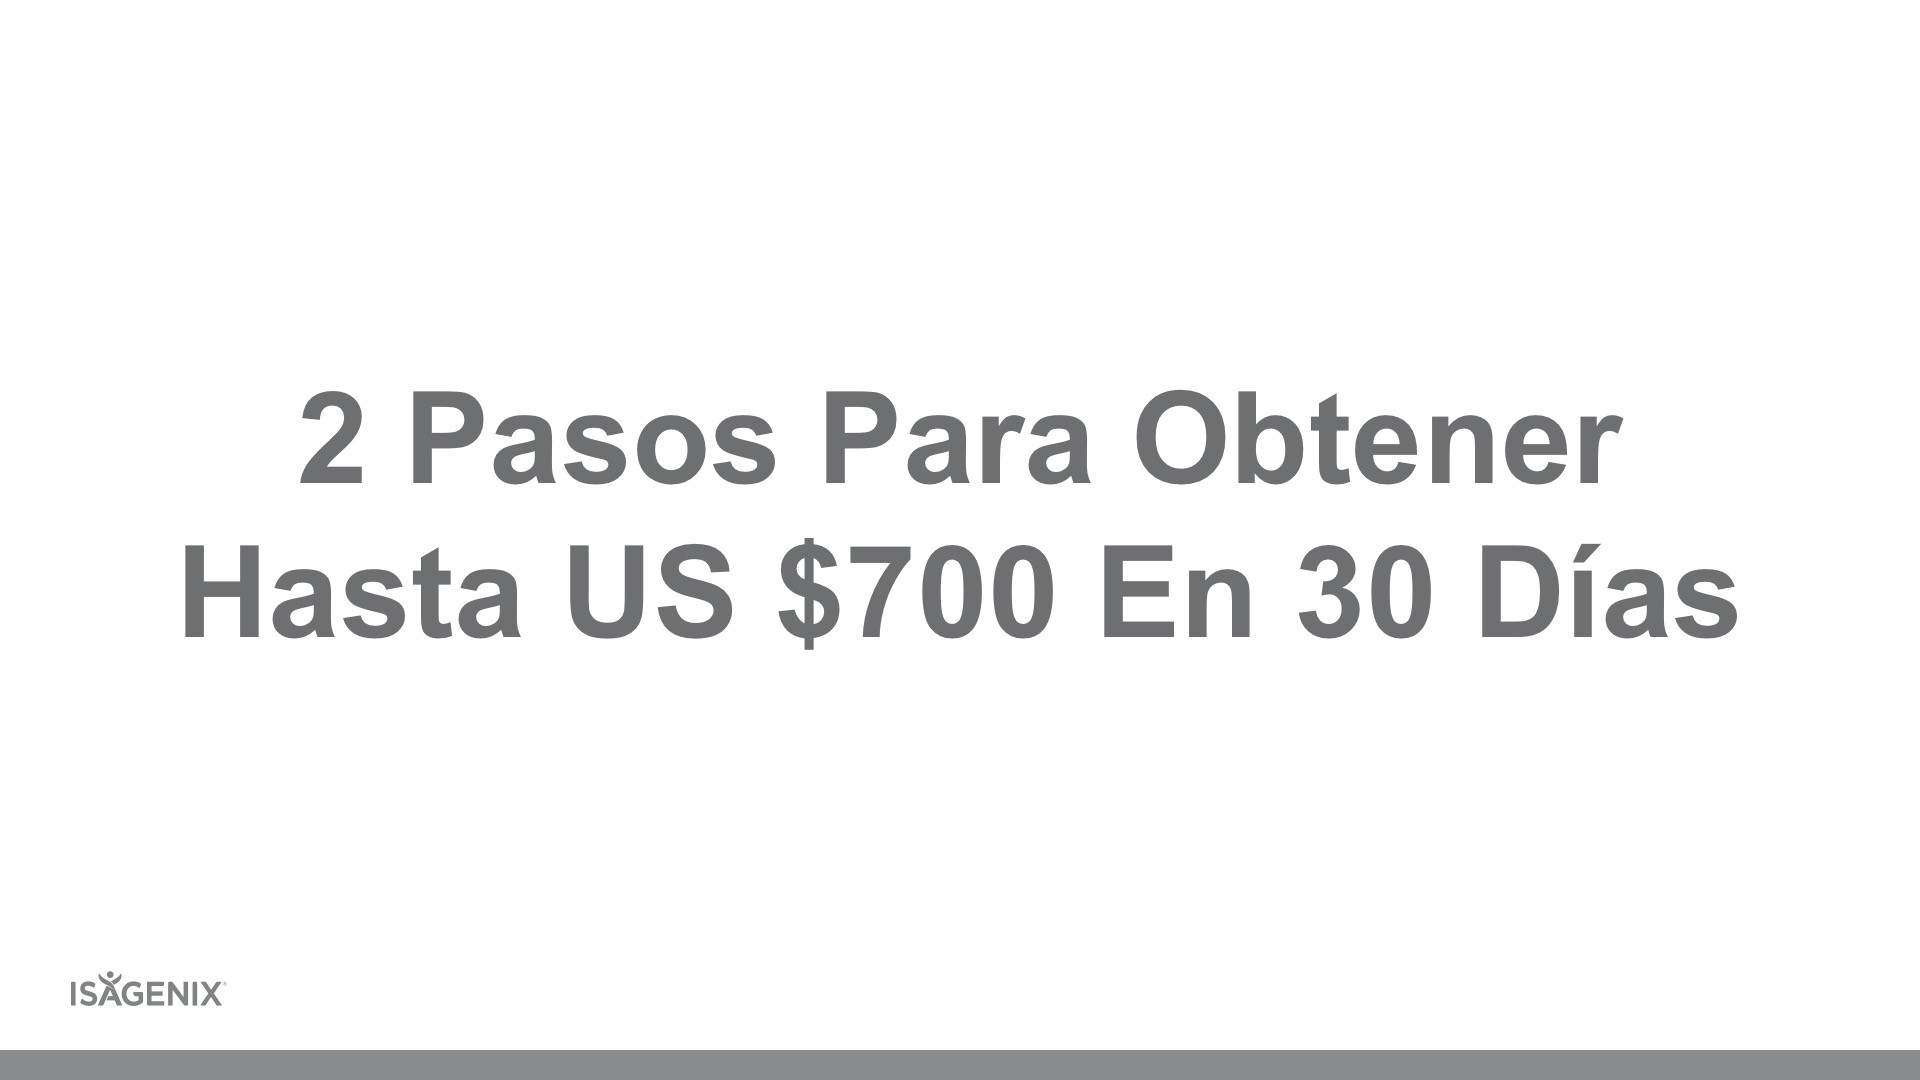 2 Pasos Para Obtener
Hasta US $700 En 30 Días
ISAGENIX